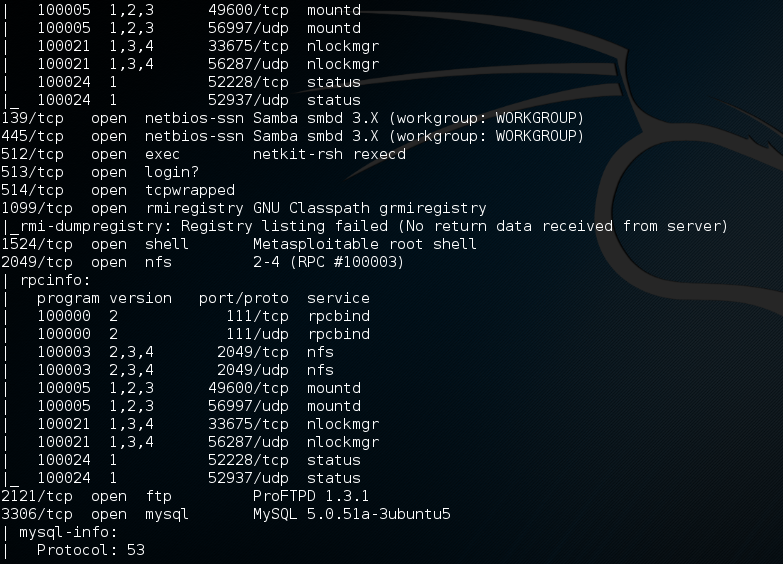 |   100005  1,2,3      49600/tcp  mountd
|   100005  1,2,3      56997/udp  mountd
|   100021  1,3,4      33675/tcp  nlockmgr
|   100021  1,3,4      56287/udp  nlockmgr
|   100024  1          52228/tcp  status
|_  100024  1          52937/udp  status
139/tcp   open  netbios-ssn Samba smbd 3.X (workgroup: WORKGROUP)
445/tcp   open  netbios-ssn Samba smbd 3.X (workgroup: WORKGROUP)
512/tcp   open  exec        netkit-rsh rexecd
513/tcp   open  login?
514/tcp   open  tcpwrapped
1099/tcp  open  rmiregistry GNU Classpath grmiregistry
|_rmi-dumpregistry: Registry listing failed (No return data received from server)
1524/tcp  open  shell       Metasploitable root shell
2049/tcp  open  nfs         2-4 (RPC #100003)
| rpcinfo:
|   program version   port/proto  service
|   100000  2            111/tcp  rpcbind
|   100000  2            111/udp  rpcbind
|   100003  2,3,4       2049/tcp  nfs
|   100003  2,3,4       2049/udp  nfs
|   100005  1,2,3      49600/tcp  mountd
|   100005  1,2,3      56997/udp  mountd
|   100021  1,3,4      33675/tcp  nlockmgr
|   100021  1,3,4      56287/udp  nlockmgr
|   100024  1          52228/tcp  status
|_  100024  1          52937/udp  status
2121/tcp  open  ftp         ProFTPD 1.3.1
3306/tcp  open  mysql       MySQL 5.0.51a-3ubuntu5
| mysql-info:
|   Protocol: 53